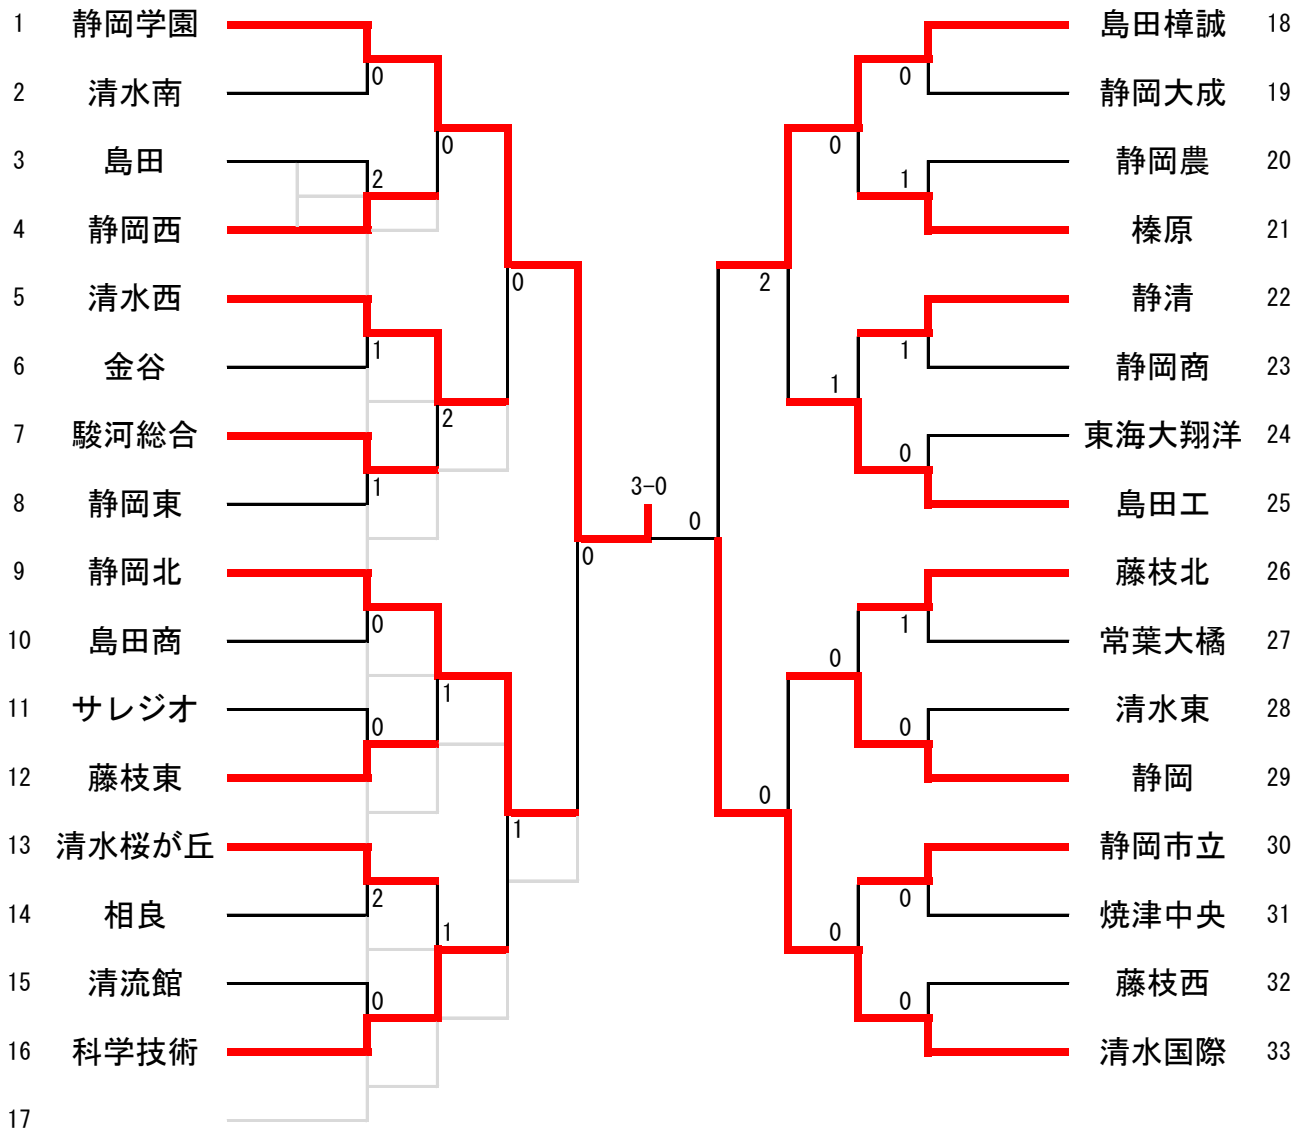 1 静岡学園
0
2 清水南
0
3 島田
2
4 静岡西
0
5 清水西
1
6 金谷
2
7 駿河総合
1
8 静岡東
0
9 静岡北
0
10 島田商
1
11 サレジオ
0
12 藤枝東
1
13 清水桜が丘
2
14 相良
1
15 清流館
0
16 科学技術
17
3-0
0
島田樟誠 18
0
静岡大成 19
0
静岡農 20
1
榛原 21
2
静清 22
1
静岡商 23
1
東海大翔洋 24
0
島田工 25
藤枝北 26
1
常葉大橘 27
0
清水東 28
0
静岡 29
0
静岡市立 30
0
焼津中央 31
0
藤枝西 32
0
清水国際 33